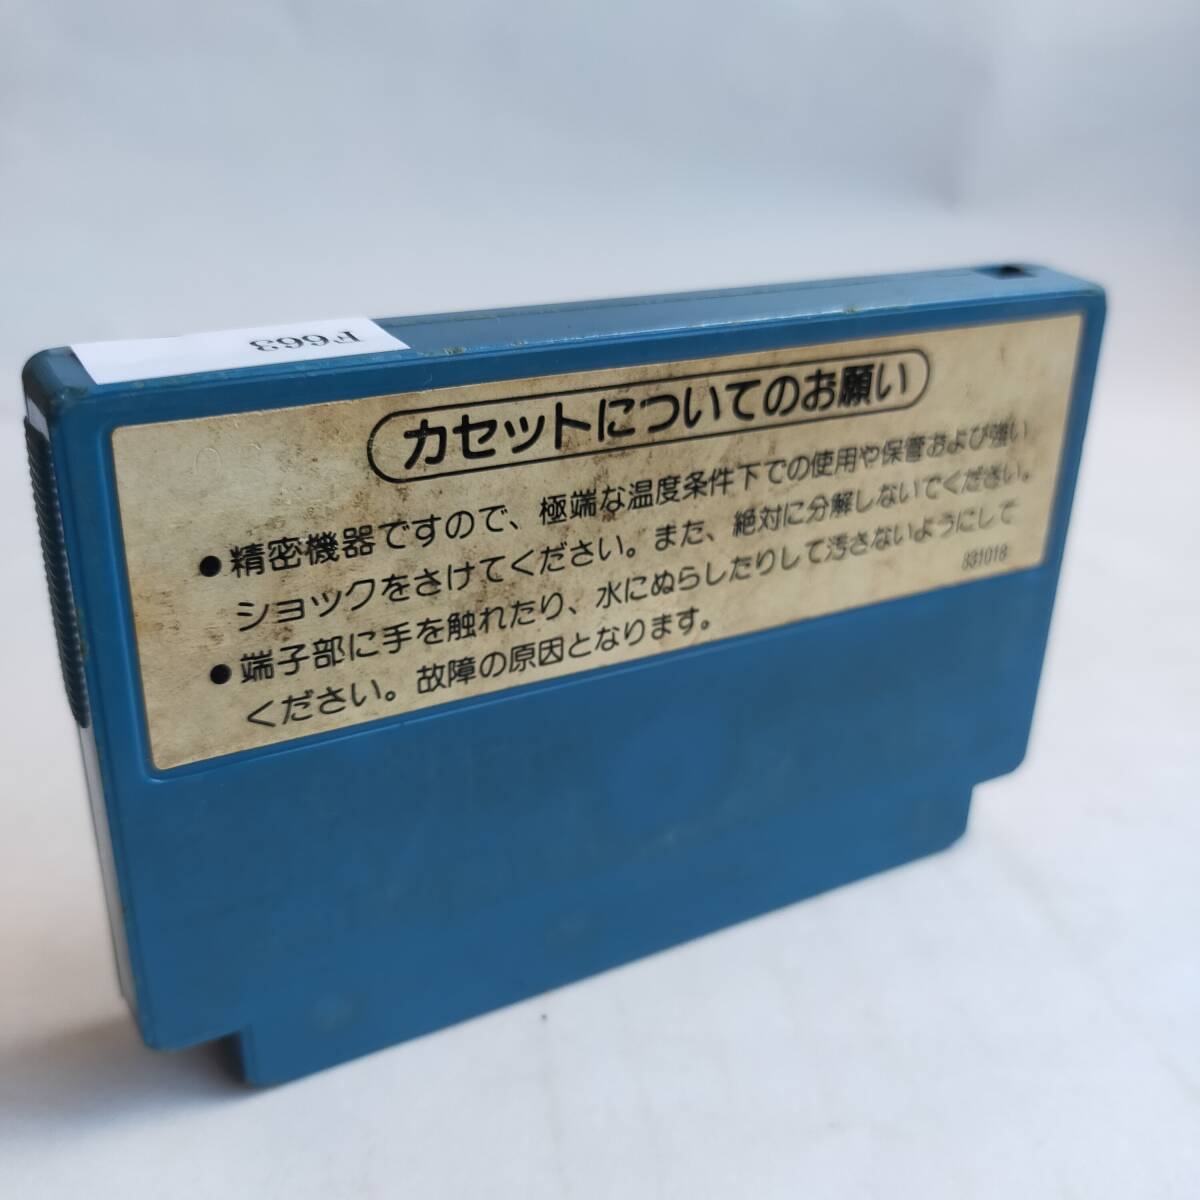 F663
カセットについてのお願い
●精密機器ですので、極端な温度条件下での使用や保管および強い
ショックをさけてください。また、絶対に分解しないでください。
●端子部に手を触れたり、水にぬらしたりして汚さないようにして
ください。故障の原因となります。
831018